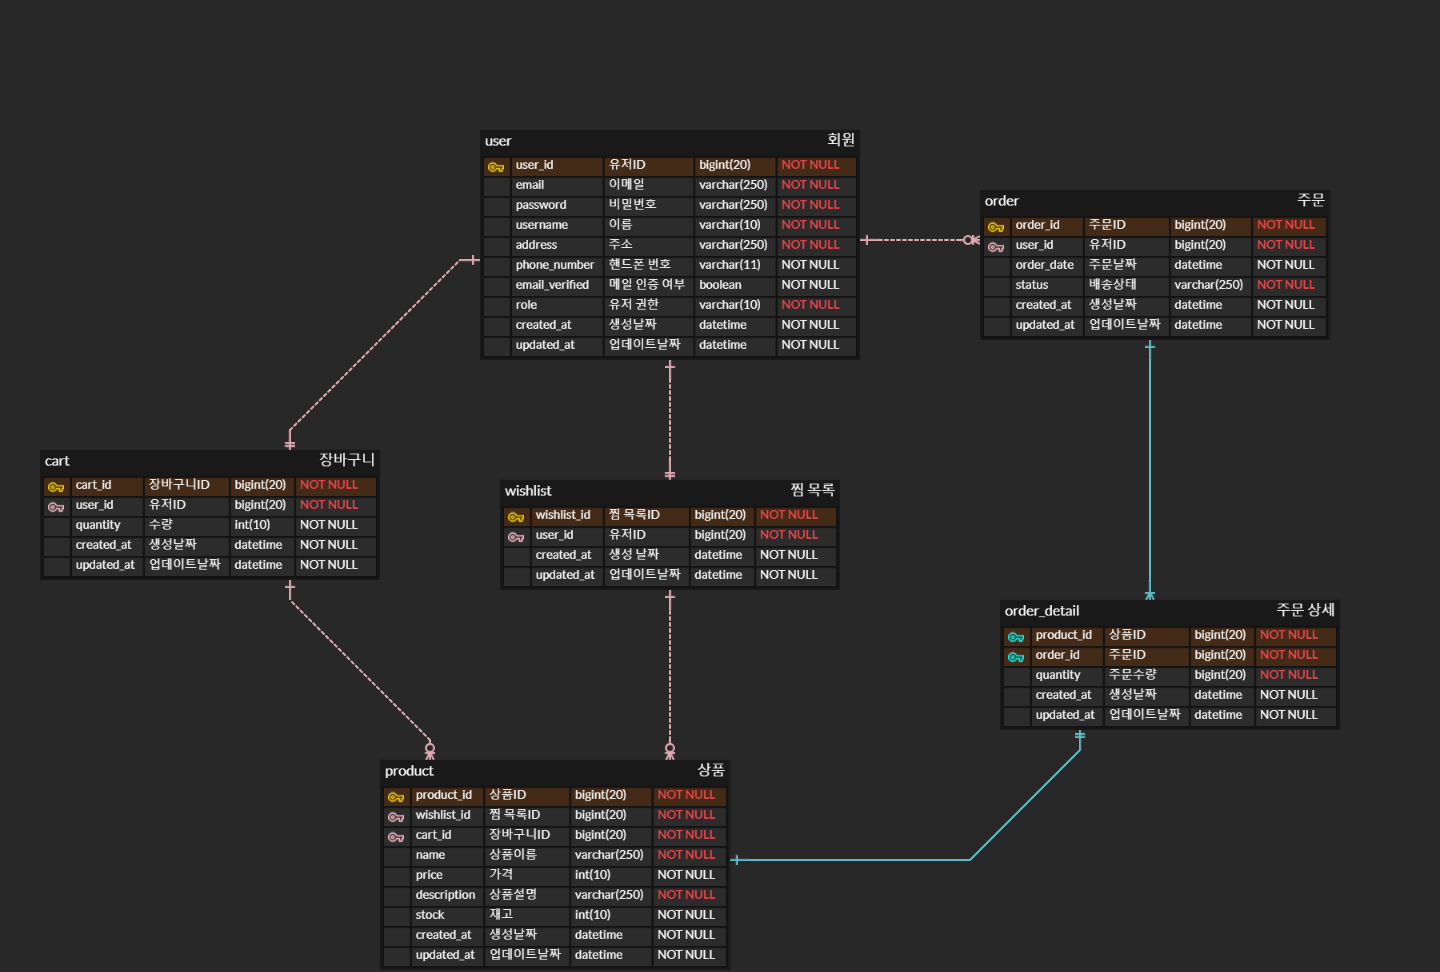 user 회원
user_id 유저ID bigint(20) NOT NULL
email 이메일 varchar(250) NOT NULL
password 비밀번호 varchar(250) NOT NULL
username 이름 varchar(10) NOT NULL
address 주소 varchar(250) NOT NULL
phone_number 핸드폰 번호 varchar(11) NOT NULL
email_verified 메일 인증 여부 boolean NOT NULL
role 유저 권한 varchar(10) NOT NULL
created_at 생성날짜 datetime NOT NULL
updated_at 업데이트날짜 datetime NOT NULL
order 주문
order_id 주문ID bigint(20) NOT NULL
user_id 유저ID bigint(20) NOT NULL
order_date 주문날짜 datetime NOT NULL
status 배송상태 varchar(250) NOT NULL
created_at 생성날짜 datetime NOT NULL
updated_at 업데이트날짜 datetime NOT NULL
cart 장바구니
cart_id 장바구니ID bigint(20) NOT NULL
user_id 유저ID bigint(20) NOT NULL
quantity 수량 int(10) NOT NULL
created_at 생성날짜 datetime NOT NULL
updated_at 업데이트날짜 datetime NOT NULL
wishlist 찜 목록
wishlist_id 찜 목록ID bigint(20) NOT NULL
user_id 유저ID bigint(20) NOT NULL
created_at 생성 날짜 datetime NOT NULL
updated_at 업데이트날짜 datetime NOT NULL
order_detail 주문 상세
product_id 상품ID bigint(20) NOT NULL
order_id 주문ID bigint(20) NOT NULL
quantity 주문수량 bigint(20) NOT NULL
created_at 생성날짜 datetime NOT NULL
updated_at 업데이트날짜 datetime NOT NULL
product 상품
product_id 상품ID bigint(20) NOT NULL
wishlist_id 찜 목록ID bigint(20) NOT NULL
cart_id 장바구니ID bigint(20) NOT NULL
name 상품이름 varchar(250) NOT NULL
price 가격 int(10) NOT NULL
description 상품설명 varchar(250) NOT NULL
stock 재고 int(10) NOT NULL
created_at 생성날짜 datetime NOT NULL
updated_at 업데이트날짜 datetime NOT NULL